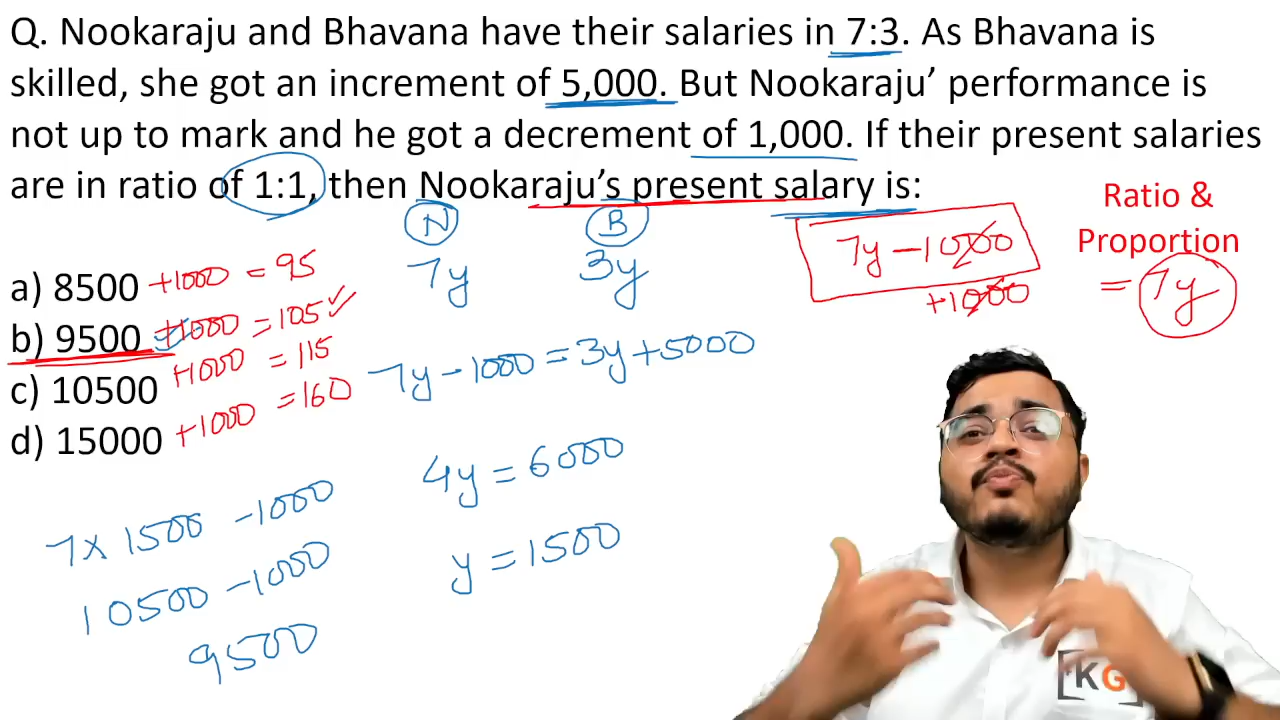 Q. Nookaraju and Bhavana have their salaries in 7:3. As Bhavana is
skilled, she got an increment of 5,000. But Nookaraju’ performance is
not up to mark and he got a decrement of 1,000. If their present salaries
are in ratio of 1:1, then Nookaraju’s present salary is:
Ratio &
Proportion
N B
7y 3y
7y - 1000
+1000
= 7y
a) 8500 +1000 = 95
b) 9500 +1000 = 105 ✓
c) 10500 +1000 = 115
d) 15000 +1000 = 160
7y - 1000 = 3y + 5000
4y = 6000
y = 1500
7 x 1500 - 1000
10500 - 1000
9500
KG